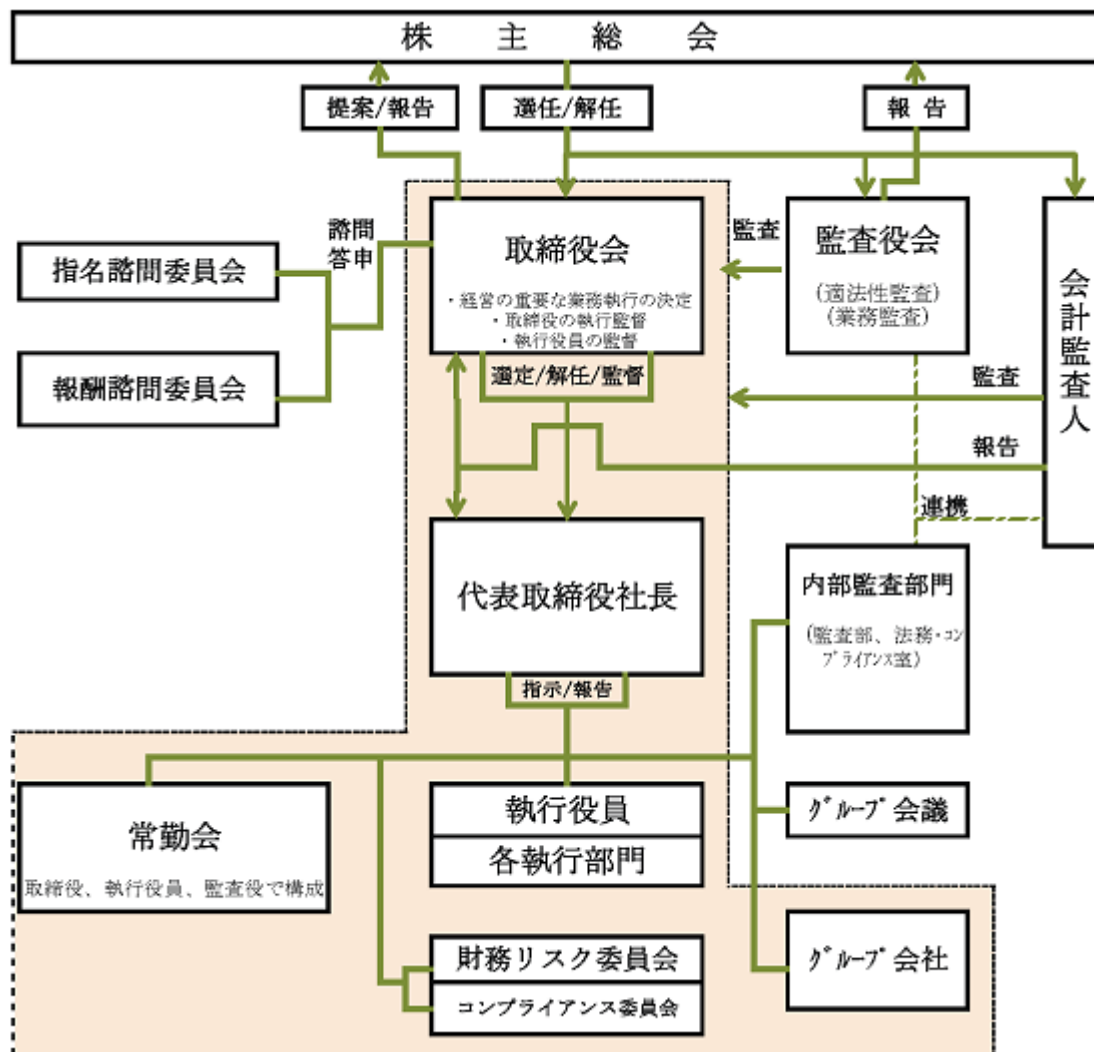 株主総会
提案/報告
選任/解任
報告
諮問
答申
取締役会
・経営の重要な業務執行の決定
・取締役の執行監督
・執行役員の監督
監査
監査役会
(適法性監査)
(業務監査)
会計監査人
指名諮問委員会
報酬諮問委員会
選定/解任/監督
監査
報告
連携
代表取締役社長
内部監査部門
(監査部、法務・コン
プライアンス室)
指示/報告
常勤会
取締役、執行役員、監査役で構成
執行役員
各執行部門
グループ会議
財務リスク委員会
コンプライアンス委員会
グループ会社